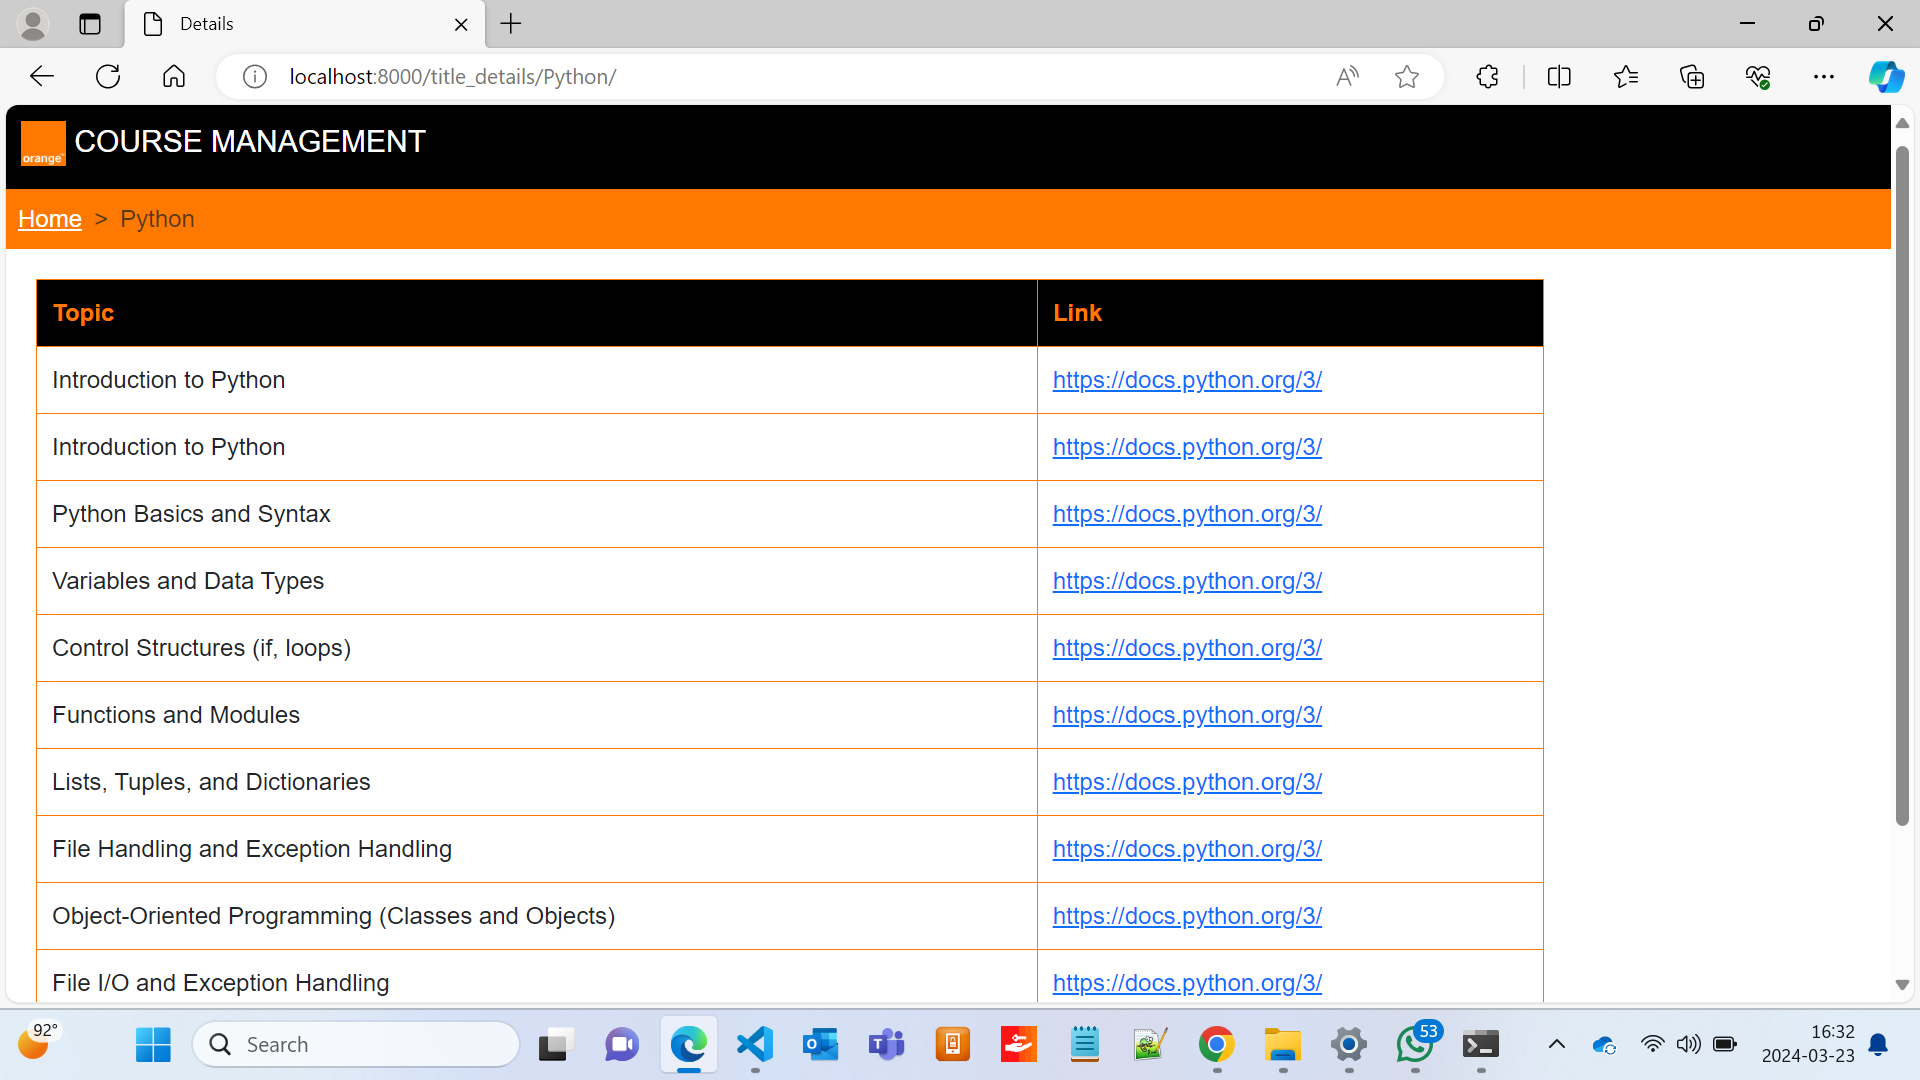 Details
localhost:8000/title_details/Python/
orange COURSE MANAGEMENT
Home > Python
Topic Link
Introduction to Python https://docs.python.org/3/
Introduction to Python https://docs.python.org/3/
Python Basics and Syntax https://docs.python.org/3/
Variables and Data Types https://docs.python.org/3/
Control Structures (if, loops) https://docs.python.org/3/
Functions and Modules https://docs.python.org/3/
Lists, Tuples, and Dictionaries https://docs.python.org/3/
File Handling and Exception Handling https://docs.python.org/3/
Object-Oriented Programming (Classes and Objects) https://docs.python.org/3/
File I/O and Exception Handling https://docs.python.org/3/
92° Search 53 16:32
2024-03-23